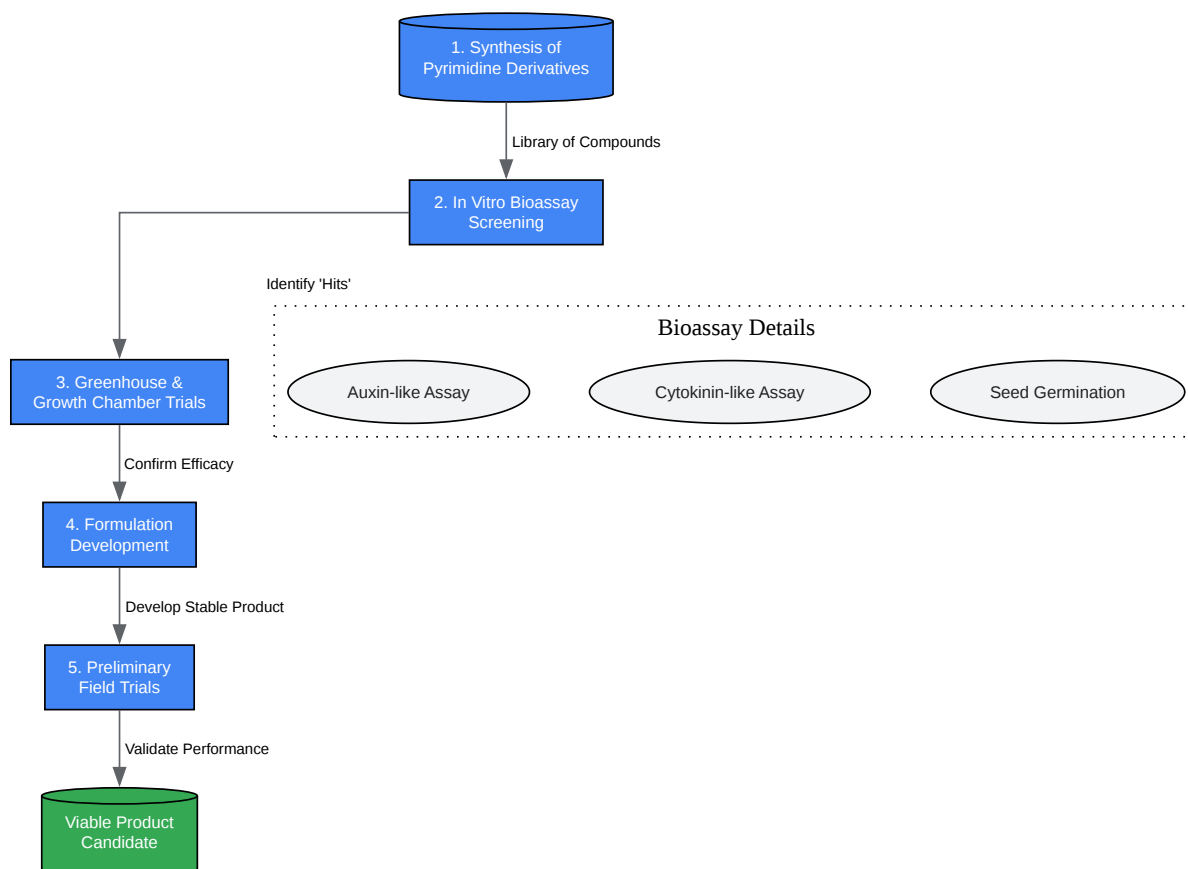 1. Synthesis of
Pyrimidine Derivatives
Library of Compounds
2. In Vitro Bioassay
Screening
Identify 'Hits'
Bioassay Details
Auxin-like Assay
Cytokinin-like Assay
Seed Germination
3. Greenhouse &
Growth Chamber Trials
Confirm Efficacy
4. Formulation
Development
Develop Stable Product
5. Preliminary
Field Trials
Validate Performance
Viable Product
Candidate